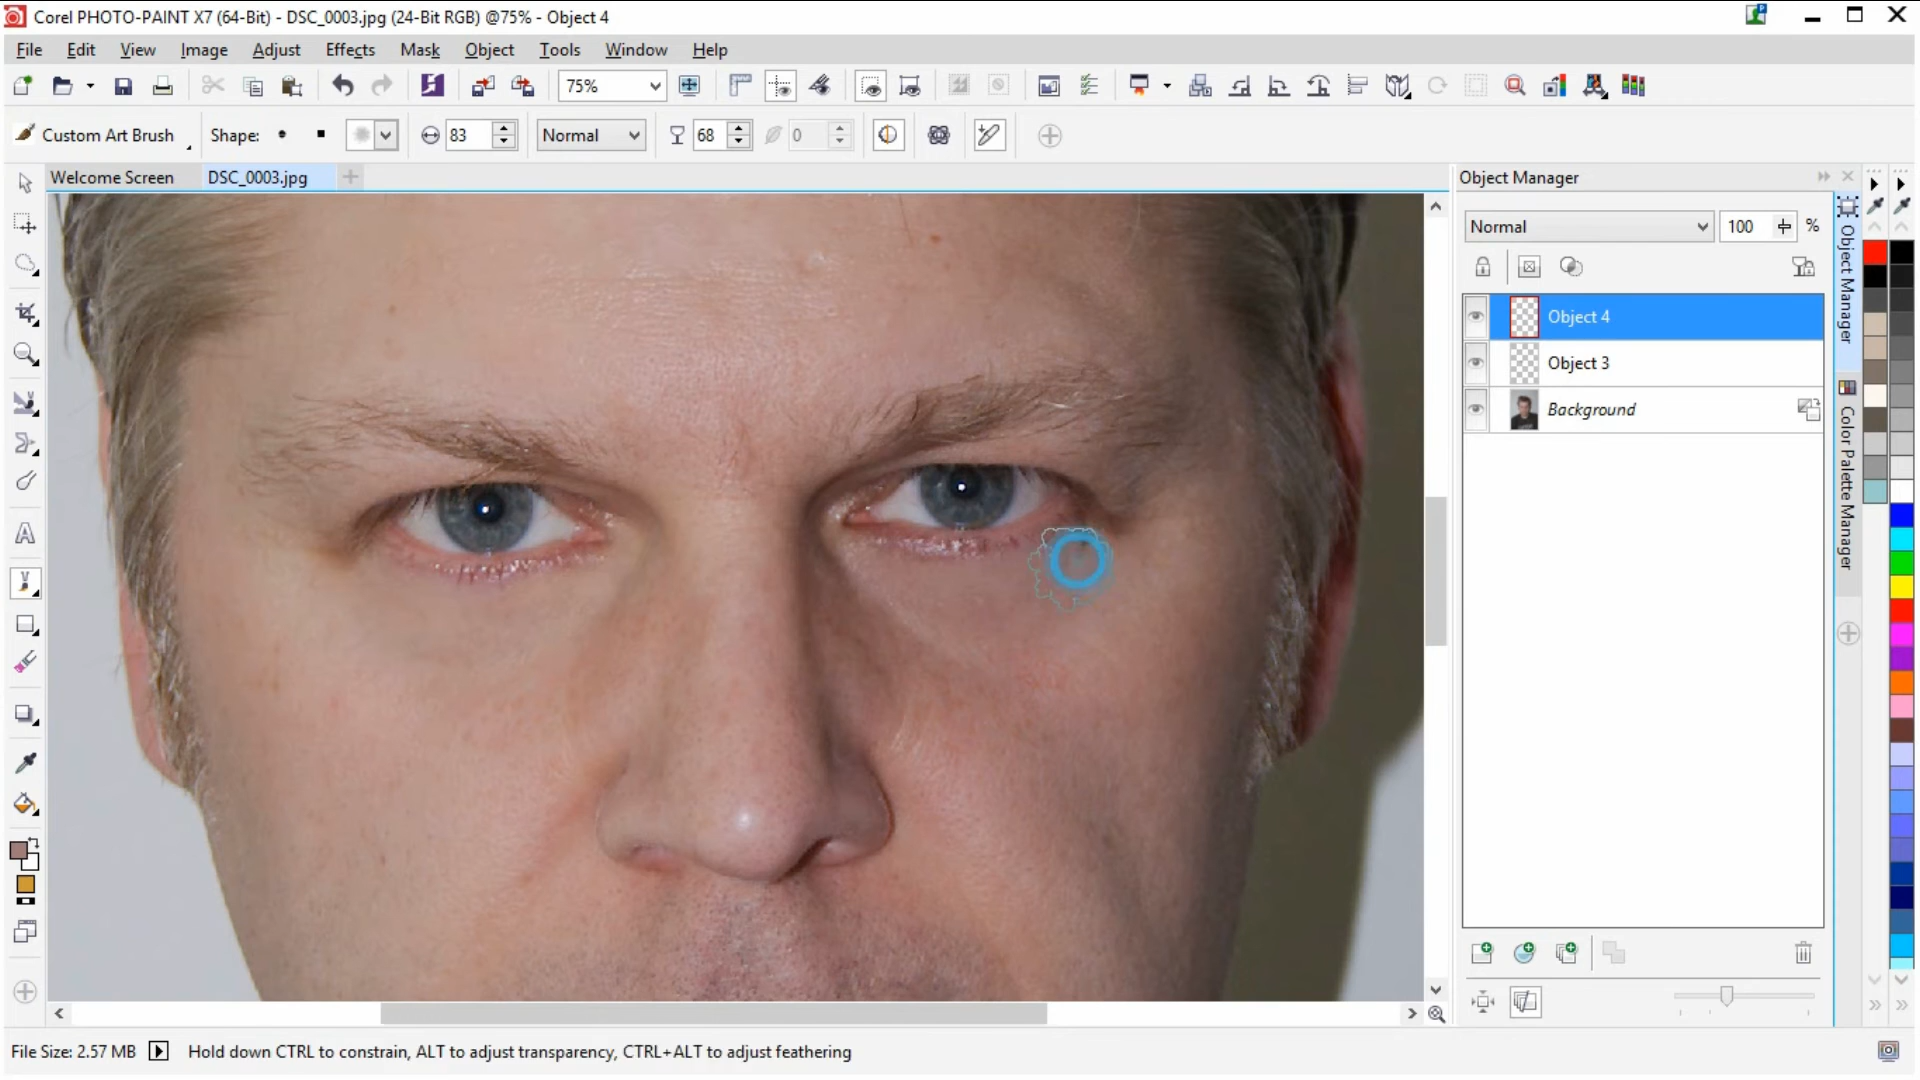 Corel PHOTO-PAINT X7 (64-Bit) - DSC_0003.jpg (24-Bit RGB) @75% - Object 4
File Edit View Image Adjust Effects Mask Object Tools Window Help
75%
Custom Art Brush Shape: 83 Normal 68 0
Welcome Screen DSC_0003.jpg
Object Manager
Normal 100 %
Object 4
Object 3
Background
Object Manager
Color Palette Manager
File Size: 2.57 MB Hold down CTRL to constrain, ALT to adjust transparency, CTRL+ALT to adjust feathering